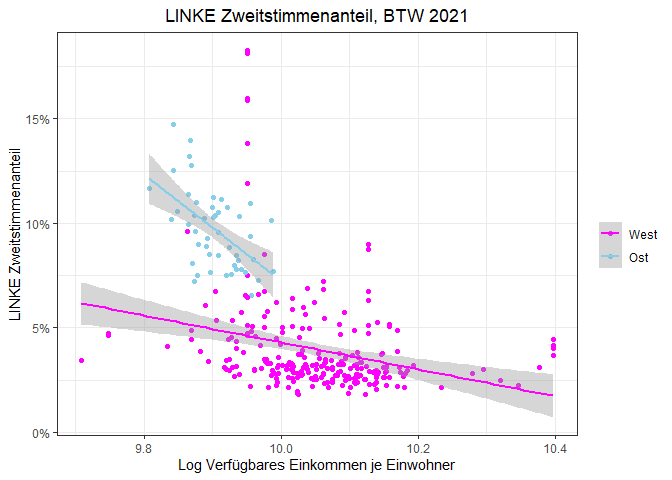 LINKE Zweitstimmenanteil, BTW 2021
LINKE Zweitstimmenanteil
15%
10%
5%
0%
9.8
10.0
10.2
10.4
Log Verfügbares Einkommen je Einwohner
West
Ost